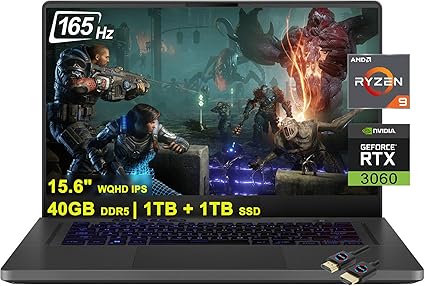 165 Hz
AMD
RYZEN
9
NVIDIA
GEFORCE
RTX
3060
15.6" WQHD IPS
40GB DDR5 | 1TB + 1TB SSD